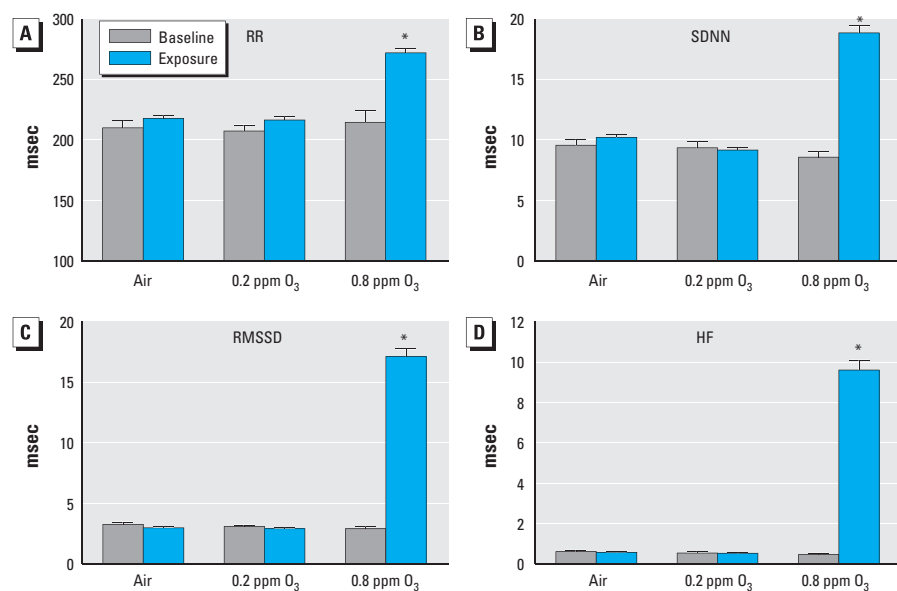 A
Baseline
Exposure
RR
*
300
250
200
150
100
msec
Air
0.2 ppm O₃
0.8 ppm O₃
B
SDNN
*
20
15
10
5
0
msec
Air
0.2 ppm O₃
0.8 ppm O₃
C
RMSSD
*
20
15
10
5
0
msec
Air
0.2 ppm O₃
0.8 ppm O₃
D
HF
*
12
10
8
6
4
2
0
msec
Air
0.2 ppm O₃
0.8 ppm O₃